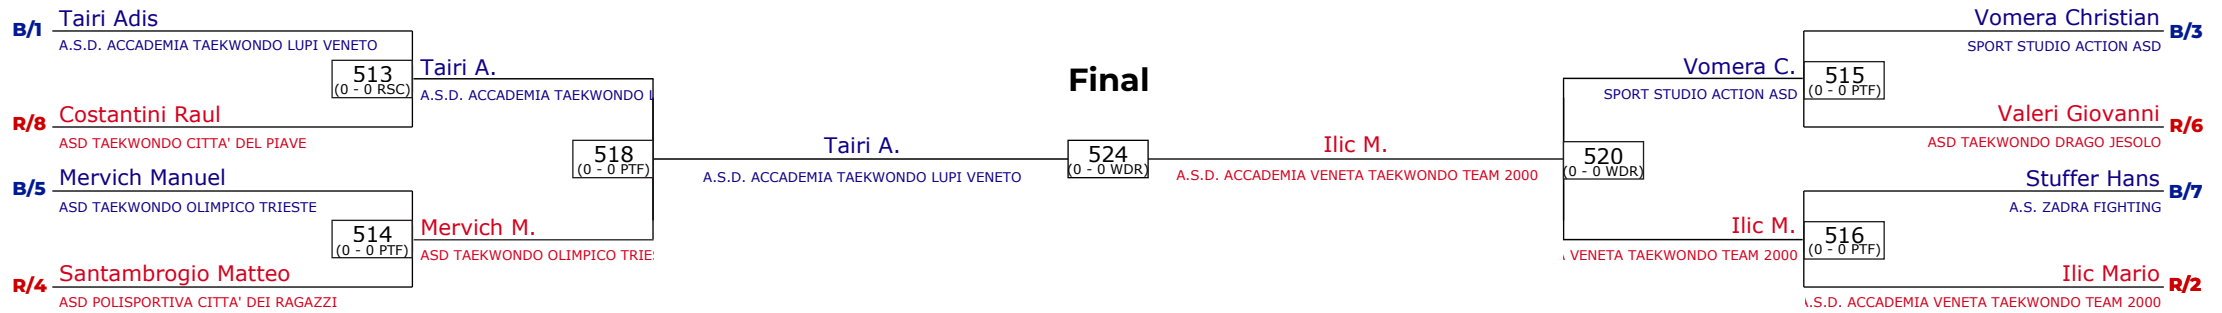 Tairi Adis
B/1
A.S.D. ACCADEMIA TAEKWONDO LUPI VENETO
513
(0 - 0 RSC)
Costantini Raul
R/8
ASD TAEKWONDO CITTA' DEL PIAVE
Mervich Manuel
B/5
ASD TAEKWONDO OLIMPICO TRIESTE
514
(0 - 0 PTF)
Santambrogio Matteo
R/4
ASD POLISPORTIVA CITTA' DEI RAGAZZI
Tairi A.
A.S.D. ACCADEMIA TAEKWONDO L
518
(0 - 0 PTF)
Mervich M.
ASD TAEKWONDO OLIMPICO TRIES
Final
Tairi A.
A.S.D. ACCADEMIA TAEKWONDO LUPI VENETO
524
(0 - 0 WDR)
Ilic M.
A.S.D. ACCADEMIA VENETA TAEKWONDO TEAM 2000
Vomera C.
SPORT STUDIO ACTION ASD
520
(0 - 0 WDR)
Ilic M.
VENETA TAEKWONDO TEAM 2000
Vomera Christian
B/3
SPORT STUDIO ACTION ASD
515
(0 - 0 PTF)
Valeri Giovanni
R/6
ASD TAEKWONDO DRAGO JESOLO
Stuffer Hans
B/7
A.S. ZADRA FIGHTING
516
(0 - 0 PTF)
Ilic Mario
R/2
A.S.D. ACCADEMIA VENETA TAEKWONDO TEAM 2000